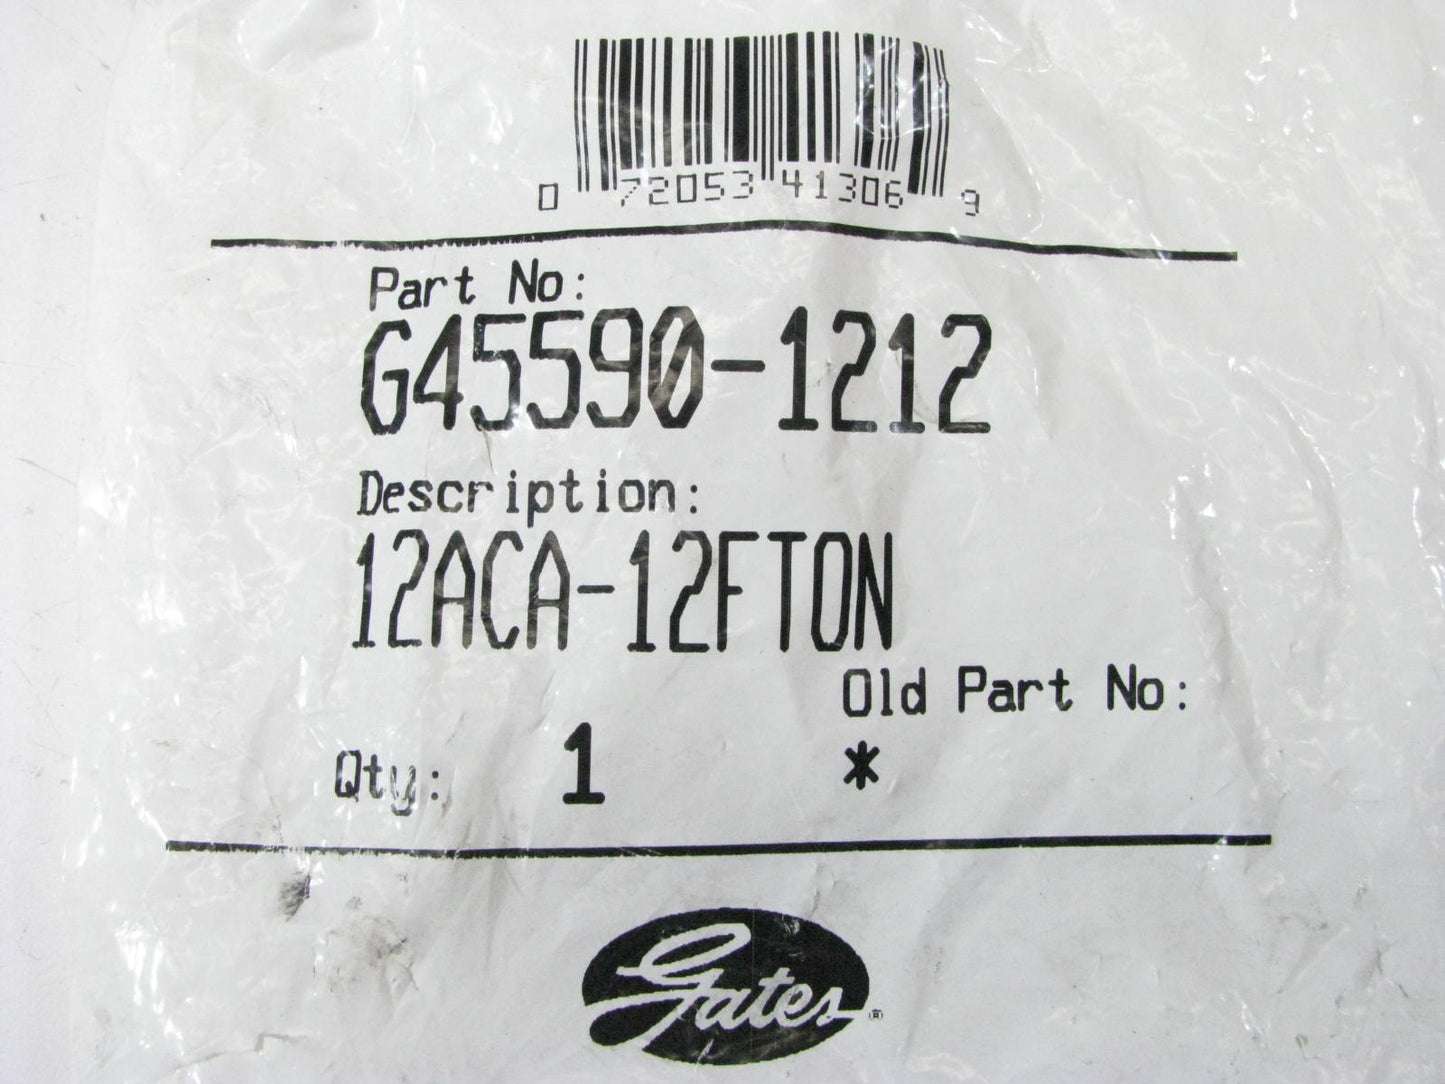 0 72053 41306 9
Part No:
G45590-1212
Description:
12ACA-12FTON
Old Part No:
Qty: 1 *
Gates®